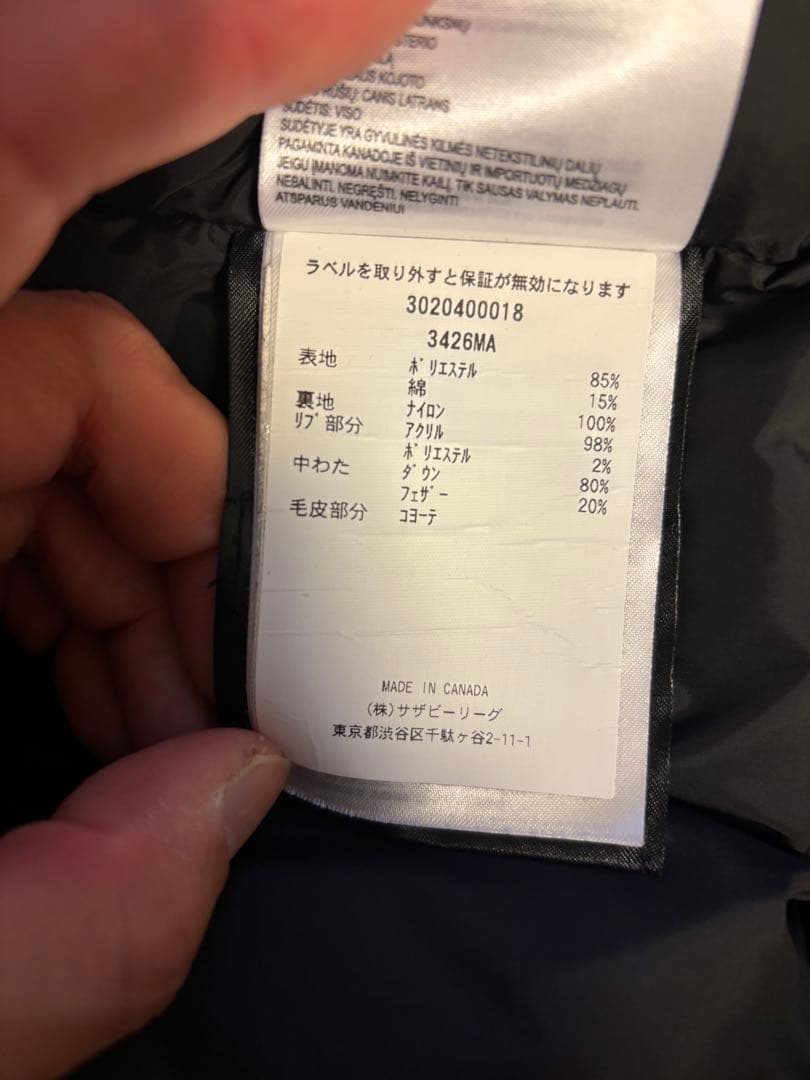 KOJOTO
CANIS LATRANS
SUDĖTIS: VISO
SUDĖTYJE YRA GYVULINĖS KILMĖS NETEKSTILINIŲ DALIŲ
PAGAMINTA KANADOJE IŠ VIETINIŲ IR IMPORTUOTŲ MEDŽIAGŲ
JEIGU ĮMANOMA NUIMKITE KAILĮ, TIK SAUSAS VALYMAS NEPLAUTI.
NEBALINTI. NEGRĘŠTI. NELYGINTI
ATSPARUS VANDENIUI
ラベルを取り外すと保証が無効になります
3020400018
3426MA
表地 ﾎﾟﾘｴｽﾃﾙ 85%
綿 15%
裏地 ﾅｲﾛﾝ 100%
ﾘﾌﾞ部分 ｱｸﾘﾙ 98%
ﾎﾟﾘｴｽﾃﾙ 2%
中わた ﾀﾞｳﾝ 80%
ﾌｪｻﾞｰ 20%
毛皮部分 ｺﾖｰﾃ
MADE IN CANADA
(株)サザビーリーグ
東京都渋谷区千駄ヶ谷2-11-1